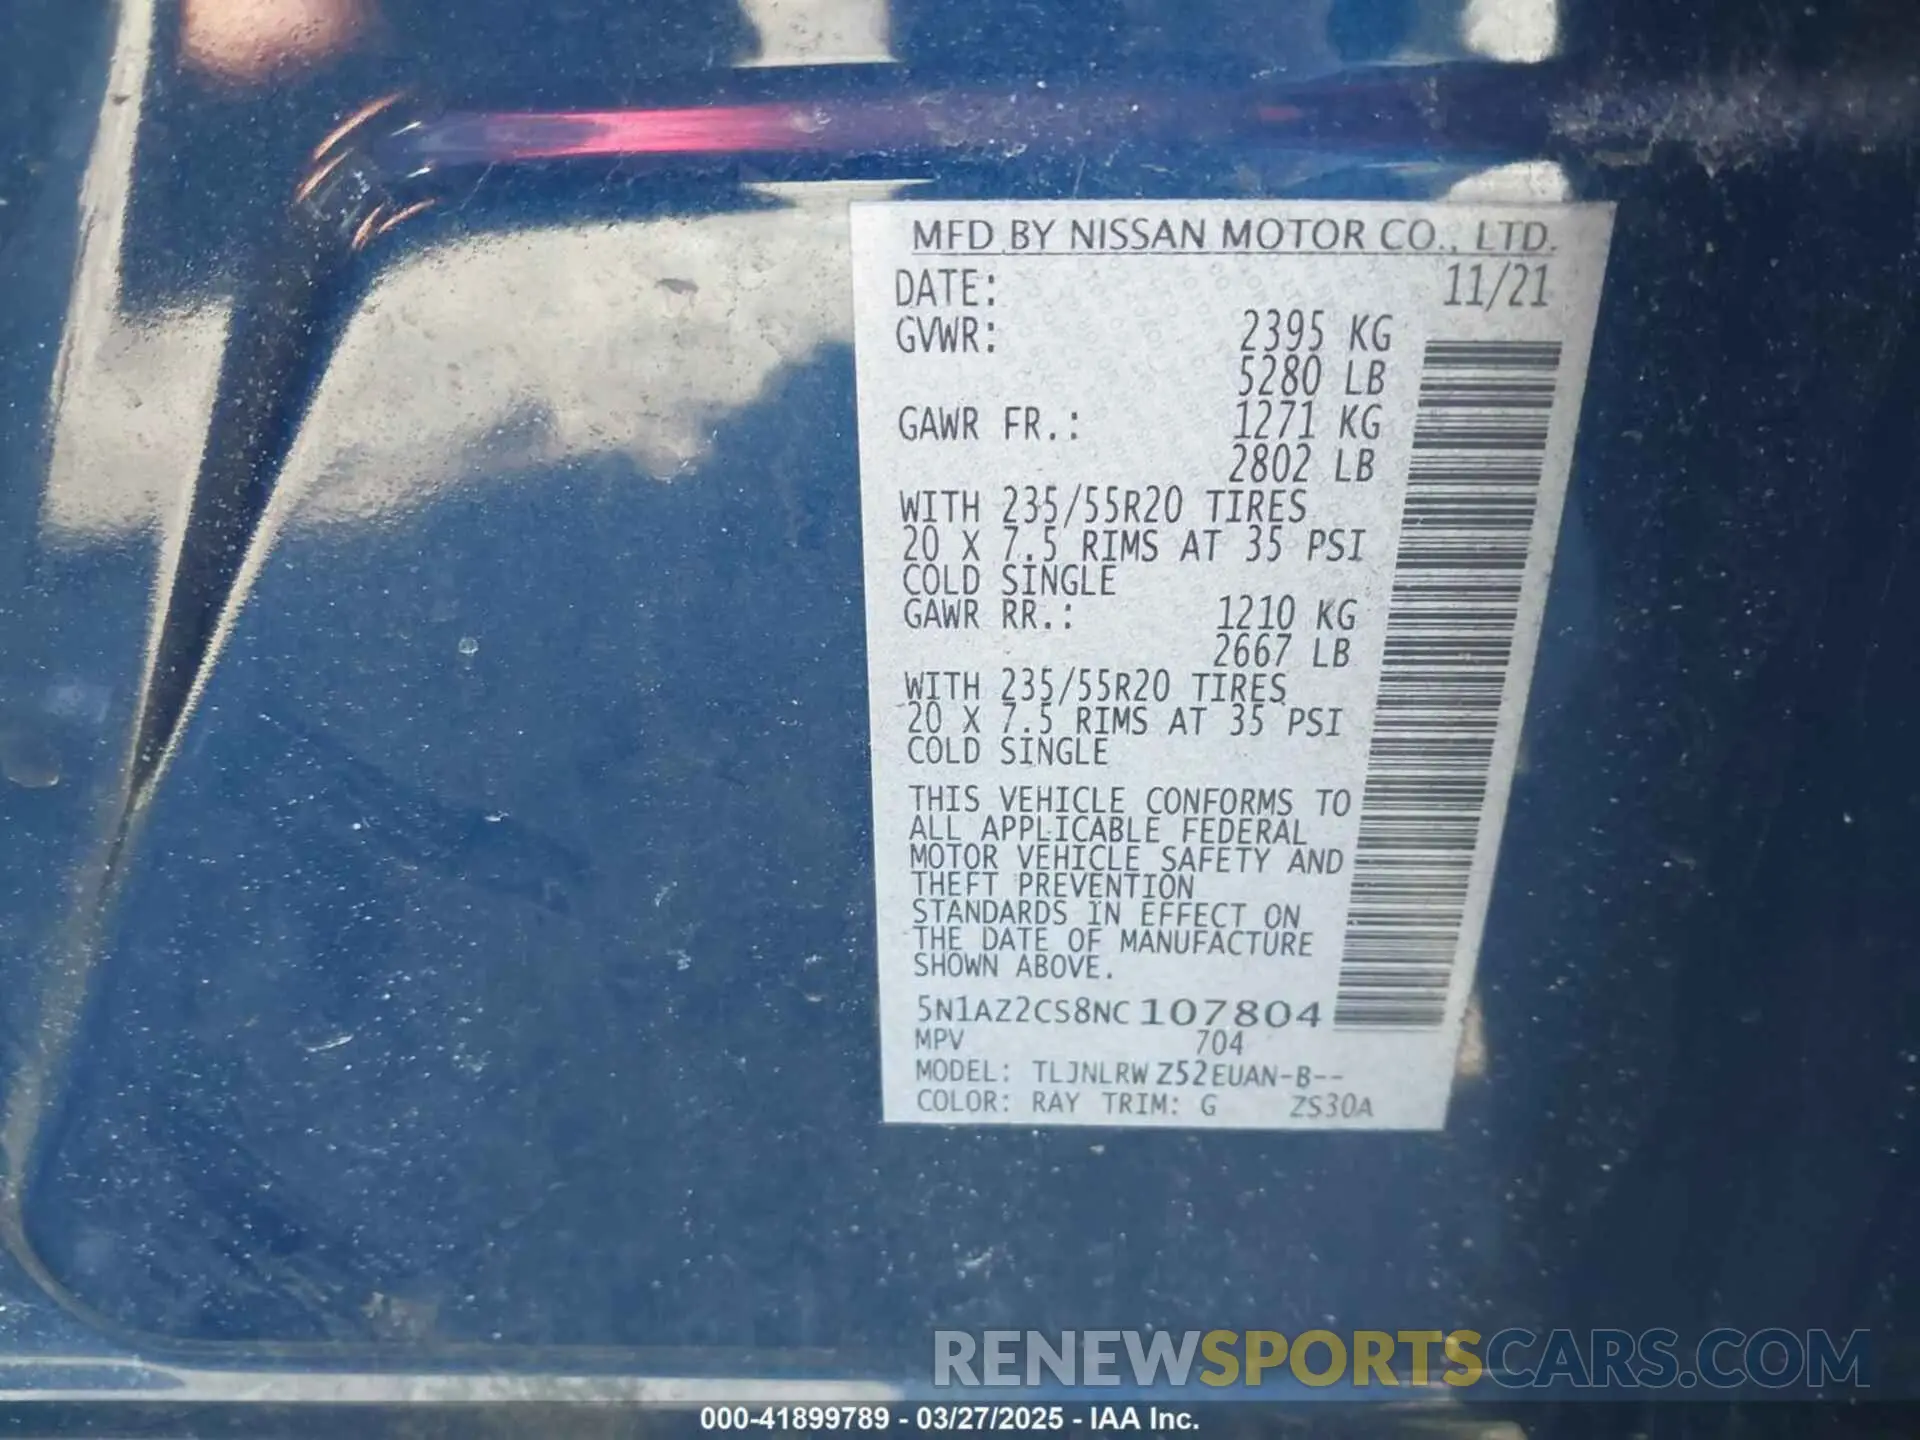 MFD BY NISSAN MOTOR CO., LTD.
DATE: 11/21
GVWR: 2395 KG
5280 LB
GAWR FR.: 1271 KG
2802 LB
WITH 235/55R20 TIRES
20 X 7.5 RIMS AT 35 PSI
COLD SINGLE
GAWR RR.: 1210 KG
2667 LB
WITH 235/55R20 TIRES
20 X 7.5 RIMS AT 35 PSI
COLD SINGLE
THIS VEHICLE CONFORMS TO
ALL APPLICABLE FEDERAL
MOTOR VEHICLE SAFETY AND
THEFT PREVENTION
STANDARDS IN EFFECT ON
THE DATE OF MANUFACTURE
SHOWN ABOVE.
5N1AZ2CS8NC107804
MPV 704
MODEL: TLJNLRW Z52EUAN-B--
COLOR: RAY TRIM: G ZS30A
RENEWSPORTSCARS.COM
000-41899789 - 03/27/2025 - IAA Inc.